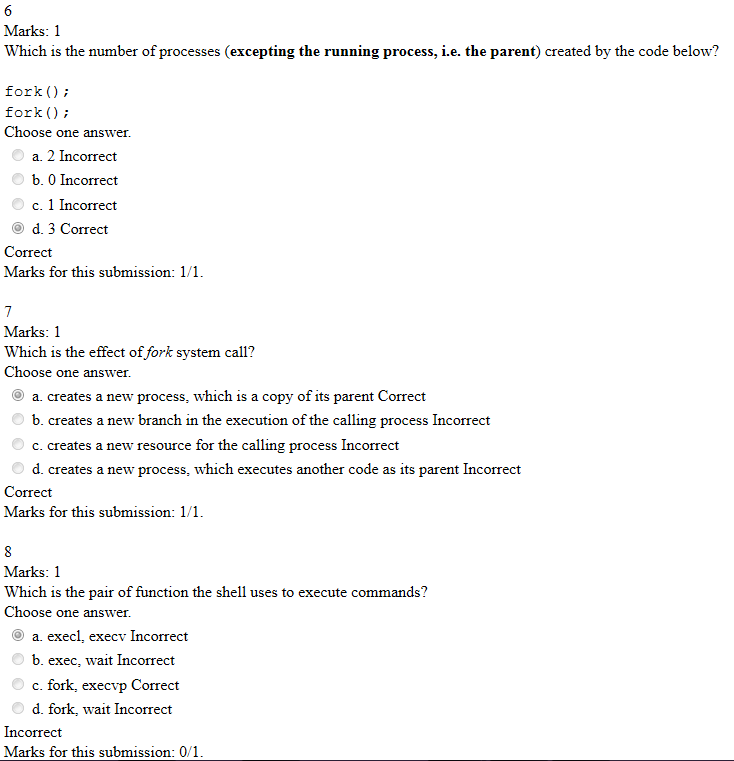 6
Marks: 1
Which is the number of processes (excepting the running process, i.e. the parent) created by the code below?
fork();
fork();
Choose one answer.
a. 2 Incorrect
b. 0 Incorrect
c. 1 Incorrect
d. 3 Correct
Correct
Marks for this submission: 1/1.
7
Marks: 1
Which is the effect of fork system call?
Choose one answer.
a. creates a new process, which is a copy of its parent Correct
b. creates a new branch in the execution of the calling process Incorrect
c. creates a new resource for the calling process Incorrect
d. creates a new process, which executes another code as its parent Incorrect
Correct
Marks for this submission: 1/1.
8
Marks: 1
Which is the pair of function the shell uses to execute commands?
Choose one answer.
a. execl, execv Incorrect
b. exec, wait Incorrect
c. fork, execvp Correct
d. fork, wait Incorrect
Incorrect
Marks for this submission: 0/1.